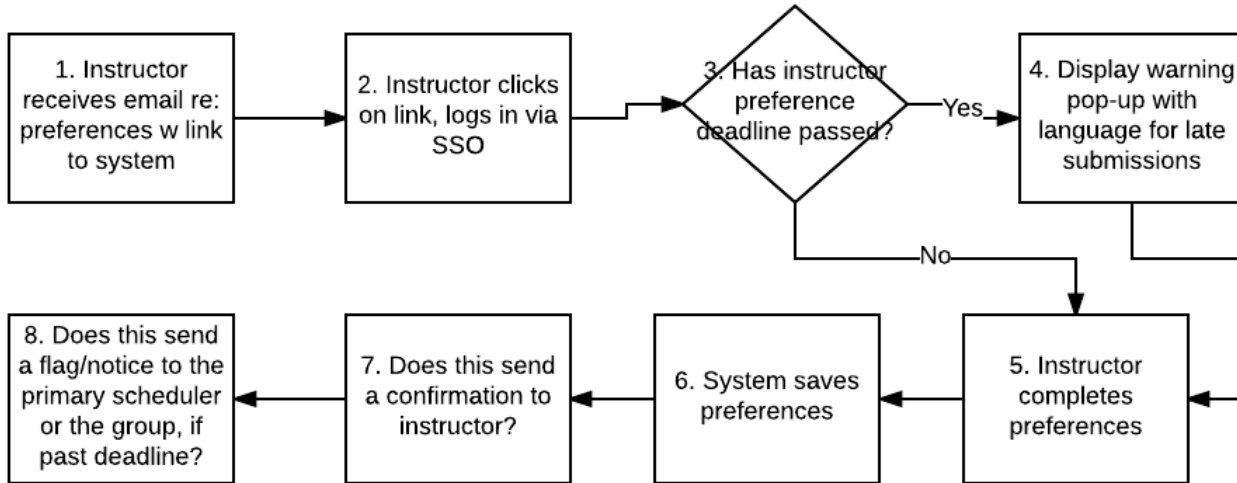 1. Instructor
receives email re:
preferences w link
to system
2. Instructor clicks
on link, logs in via
SSO
3. Has instructor
preference
deadline passed?
Yes
4. Display warning
pop-up with
language for late
submissions
No
5. Instructor
completes
preferences
6. System saves
preferences
7. Does this send
a confirmation to
instructor?
8. Does this send
a flag/notice to the
primary scheduler
or the group, if
past deadline?